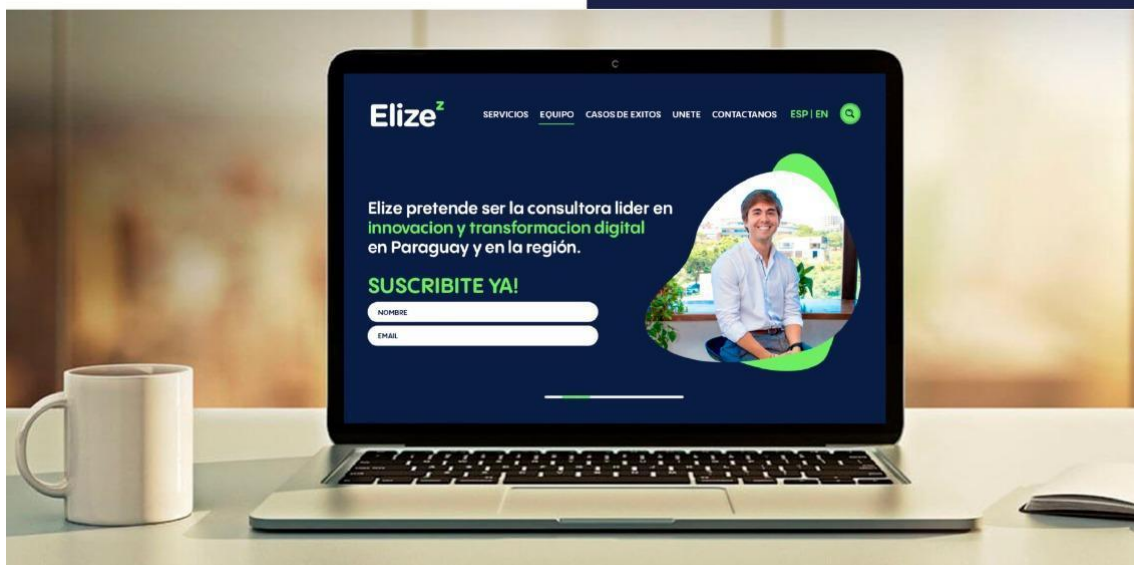 Elize z
SERVICIOS EQUIPO CASOS DE EXITOS UNETE CONTACTANOS ESP | EN
Elize pretende ser la consultora lider en
innovacion y transformacion digital
en Paraguay y en la región.
SUSCRIBITE YA!
NOMBRE
EMAIL